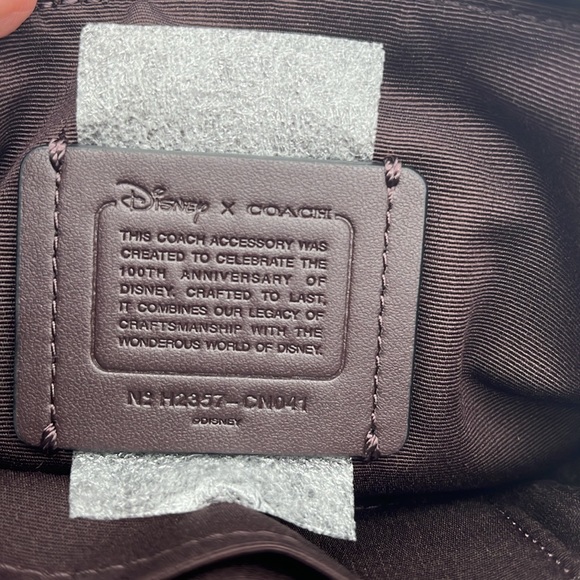 Disney x COACH
THIS COACH ACCESSORY WAS
CREATED TO CELEBRATE THE
100TH ANNIVERSARY OF
DISNEY. CRAFTED TO LAST,
IT COMBINES OUR LEGACY OF
CRAFTSMANSHIP WITH THE
WONDEROUS WORLD OF DISNEY.
Nº H2357-CN041
©DISNEY